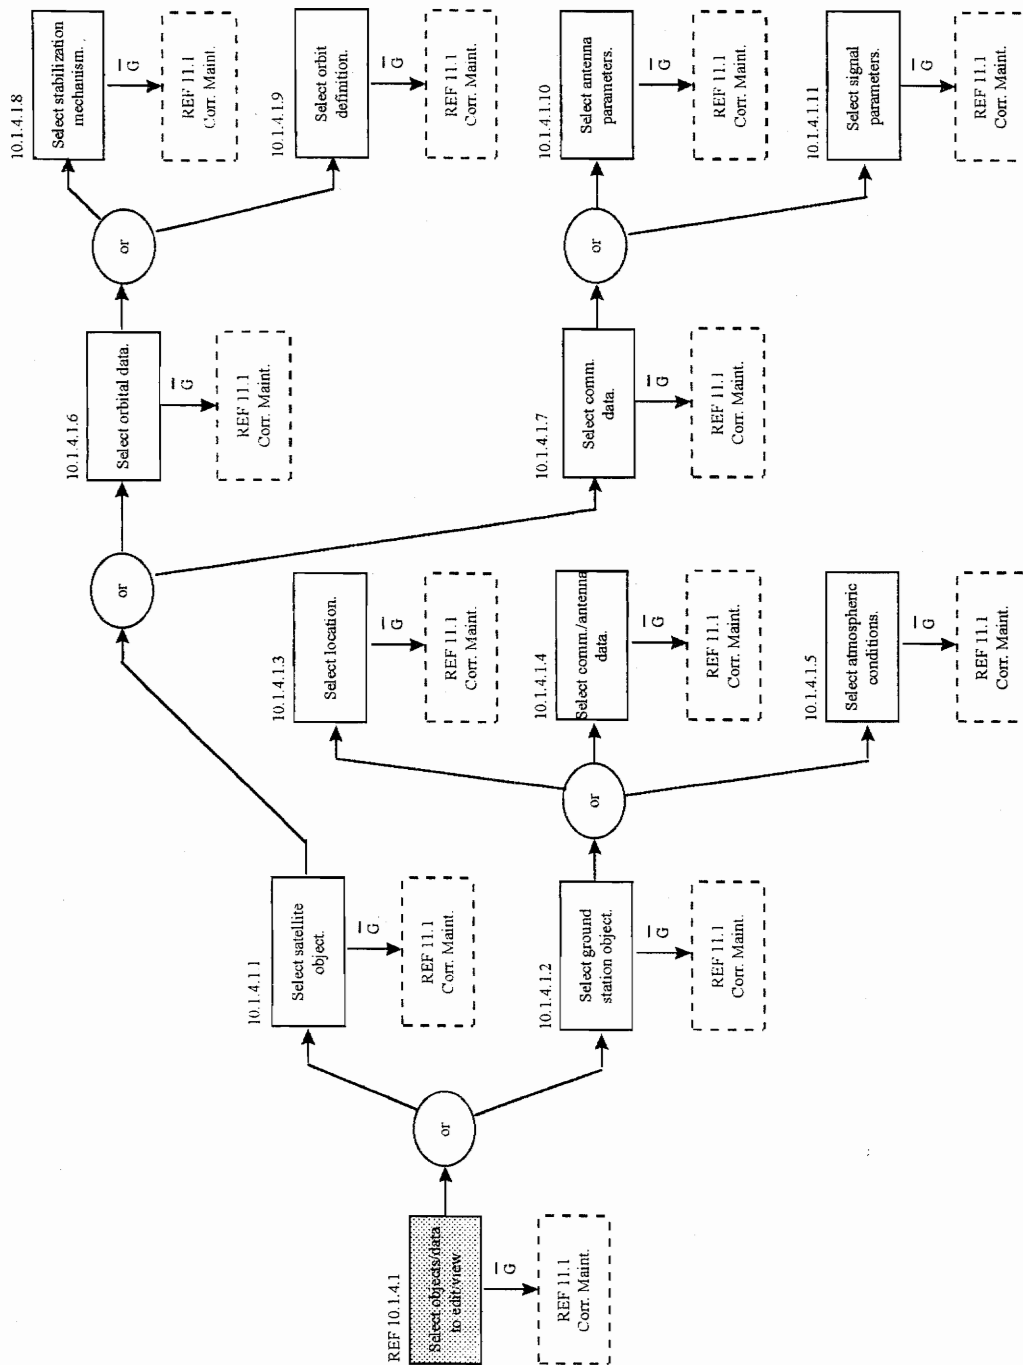 REF 10.1.4.1
Select objects/data
to edit/view
G
REF 11.1
Corr. Maint.
or
10.1.4.1 1
Select satellite
object.
G
REF 11.1
Corr. Maint.
10.1.4.1.2
Select ground
station object.
G
REF 11.1
Corr. Maint.
or
10.1.4.1.3
Select location.
G
REF 11.1
Corr. Maint.
10.1.4.1.4
Select comm./antenna
data.
G
REF 11.1
Corr. Maint.
10.1.4.1.5
Select atmospheric
conditions.
G
REF 11.1
Corr. Maint.
or
10.1.4.1.6
Select orbital data.
G
REF 11.1
Corr. Maint.
10.1.4.1.7
Select comm.
data.
G
REF 11.1
Corr. Maint.
or
10.1.4.1.8
Select stabilization
mechanism.
G
REF 11.1
Corr. Maint.
10.1.4.1.9
Select orbit
definition.
G
REF 11.1
Corr. Maint.
or
10.1.4.1.10
Select antenna
parameters.
G
REF 11.1
Corr. Maint.
10.1.4.1.11
Select signal
parameters.
G
REF 11.1
Corr. Maint.